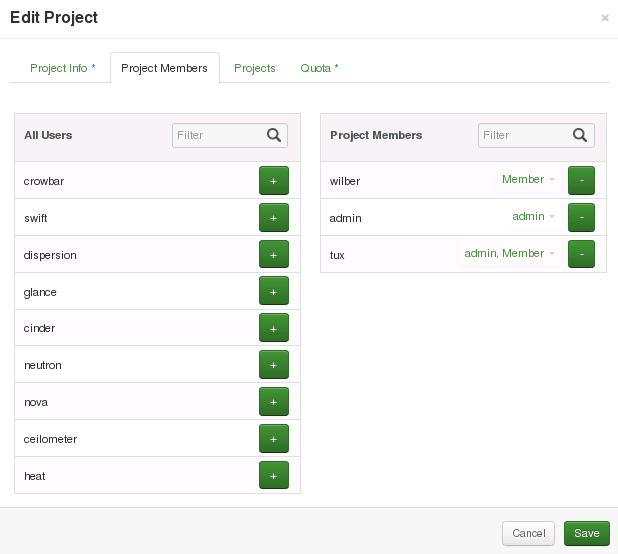 Edit Project ×
Project Info * Project Members Projects Quota *
All Users Filter
crowbar +
swift +
dispersion +
glance +
cinder +
neutron +
nova +
ceilometer +
heat +
Project Members Filter
wilber Member -
admin admin -
tux admin, Member -
Cancel Save